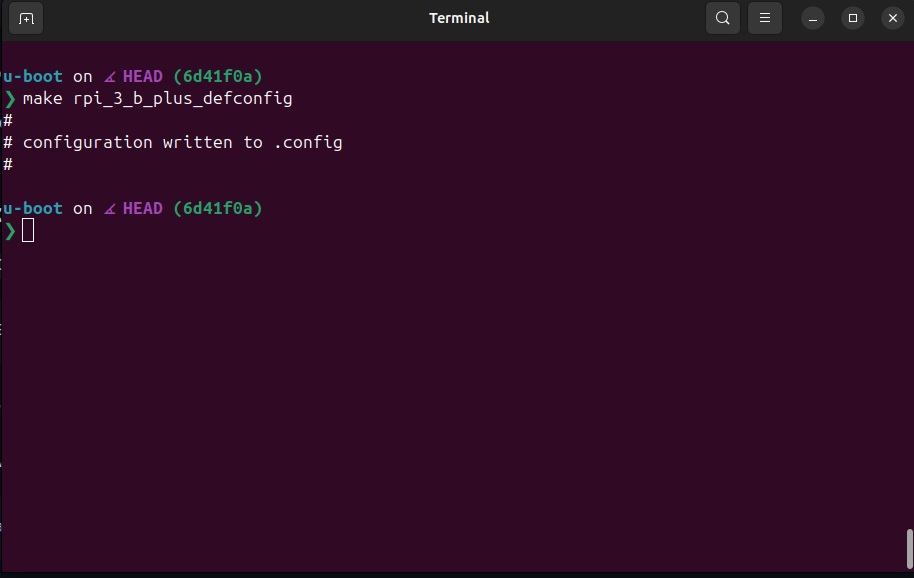 Terminal
u-boot on ∡ HEAD (6d41f0a)
❯ make rpi_3_b_plus_defconfig
#
# configuration written to .config
#
u-boot on ∡ HEAD (6d41f0a)
❯